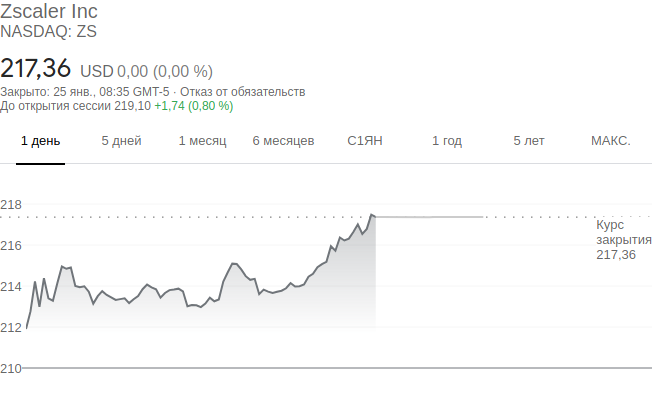 Zscaler Inc
NASDAQ: ZS
217,36 USD 0,00 (0,00 %)
Закрыто: 25 янв., 08:35 GMT-5 · Отказ от обязательств
До открытия сессии 219,10 +1,74 (0,80 %)
1 день 5 дней 1 месяц 6 месяцев С1ЯН 1 год 5 лет МАКС.
218
Курс
закрытия
217,36
216
214
212
210